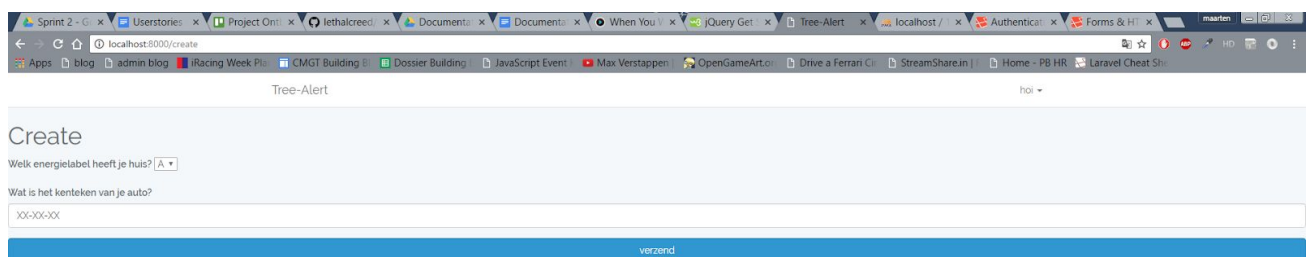 Sprint 2 - G Userstories Project Ont lethalcreed Documenta Documenta When You jQuery Get Tree-Alert localhost / Authenticat Forms & HT maarten
localhost:8000/create HD
Apps blog admin blog iRacing Week CMGT Building Dossier Building JavaScript Event Max Verstappen OpenGameArt.or Drive a Ferrari StreamShare.in Home - PB HR Laravel Cheat She
Tree-Alert hoi
Create
Welk energielabel heeft je huis? A
Wat is het kenteken van je auto?
XX-XX-XX
verzend